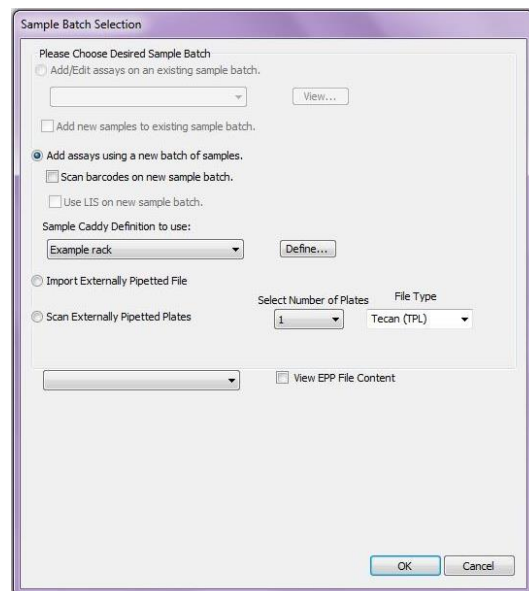 Sample Batch Selection
Please Choose Desired Sample Batch
Add/Edit assays on an existing sample batch.
View...
Add new samples to existing sample batch.
Add assays using a new batch of samples.
Scan barcodes on new sample batch.
Use LIS on new sample batch.
Sample Caddy Definition to use:
Example rack
Define...
Import Externally Pipetted File
Select Number of Plates
File Type
Scan Externally Pipetted Plates
1
Tecan (TPL)
View EPP File Content
OK
Cancel